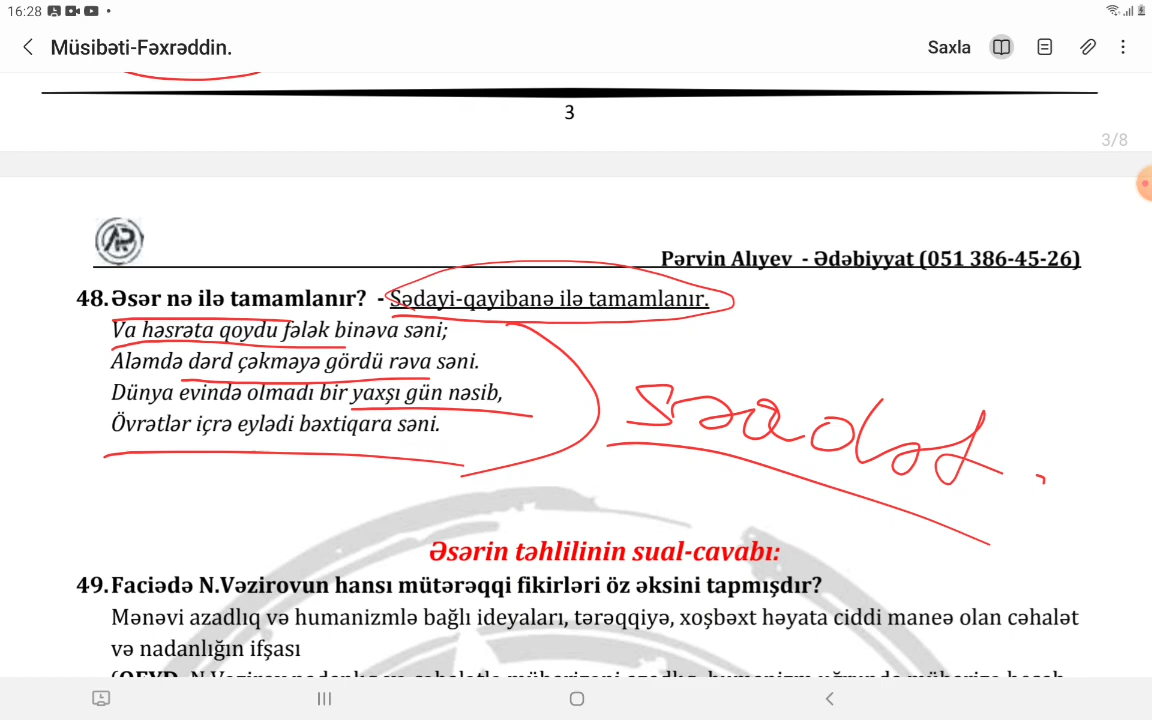 16:28
Müsibəti-Fəxrəddin.
Saxla
3
3/8
Pərvin Alıyev - Ədəbiyyat (051 386-45-26)
48. Əsər nə ilə tamamlanır? - Sədayi-qayibanə ilə tamamlanır.
Va həsrəta qoydu fələk binəva səni;
Aləmdə dərd çəkməyə gördü rəva səni.
Dünya evində olmadı bir yaxşı gün nəsib,
Övrətlər içrə eylədi bəxtiqara səni.
Səadət.
Əsərin təhlilinin sual-cavabı:
49. Faciədə N.Vəzirovun hansı mütərəqqi fikirləri öz əksini tapmışdır?
Mənəvi azadlıq və humanizmlə bağlı ideyaları, tərəqqiyə, xoşbəxt həyata ciddi maneə olan cəhalət
və nadanlığın ifşası